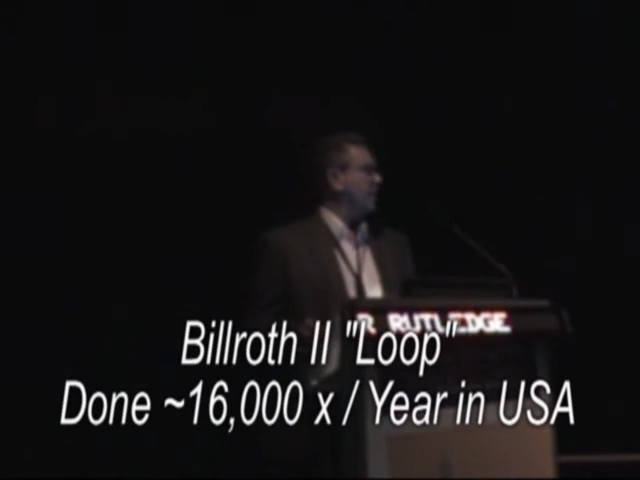 R RUTLEDGE
Billroth II "Loop"
Done ~16,000 x / Year in USA